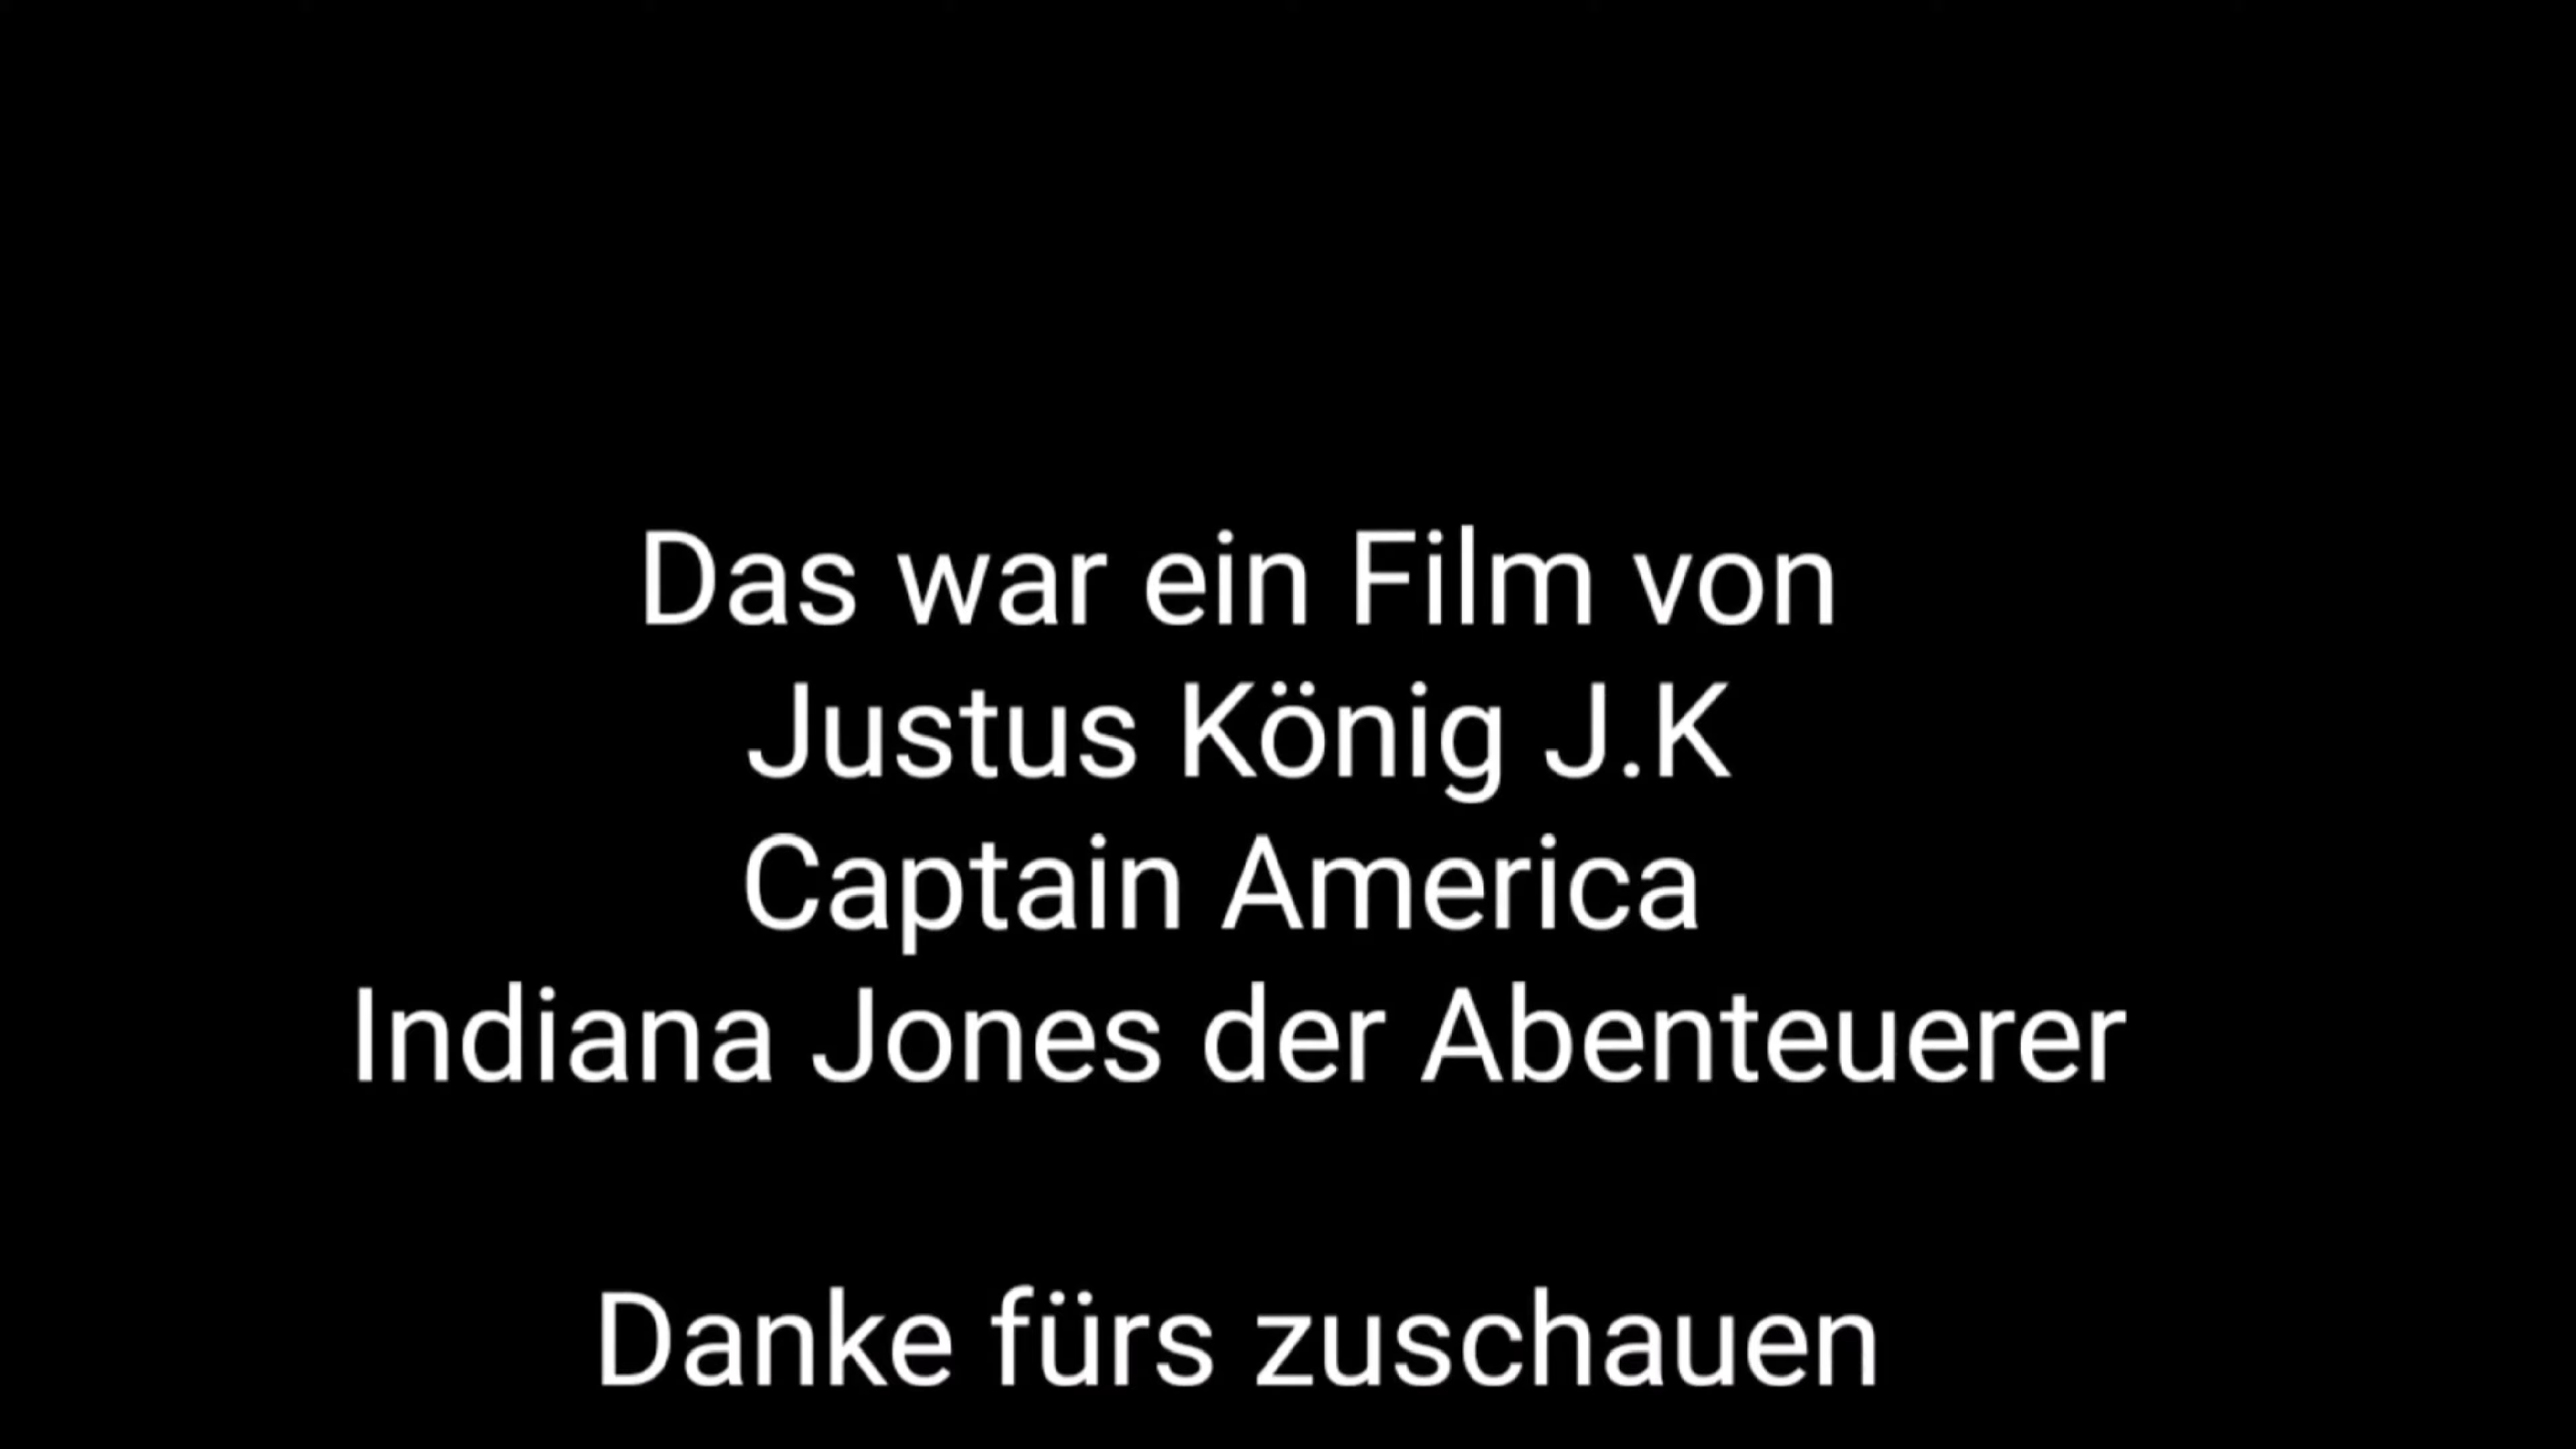 Das war ein Film von
Justus König J.K
Captain America
Indiana Jones der Abenteuerer
Danke fürs zuschauen